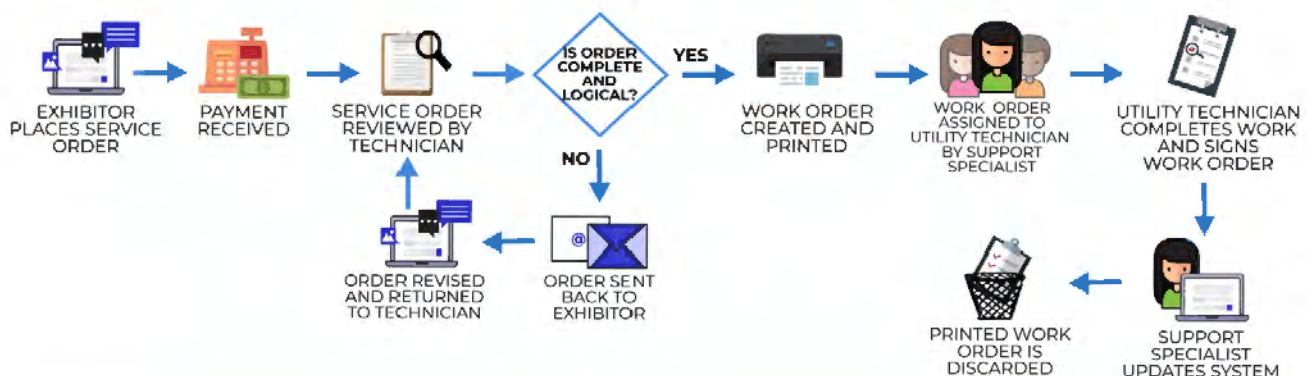 EXHIBITOR
PLACES SERVICE
ORDER
PAYMENT
RECEIVED
SERVICE ORDER
REVIEWED BY
TECHNICIAN
IS ORDER
COMPLETE
AND
LOGICAL?
YES
WORK ORDER
CREATED AND
PRINTED
WORK ORDER
ASSIGNED TO
UTILITY TECHNICIAN
BY SUPPORT
SPECIALIST
UTILITY TECHNICIAN
COMPLETES WORK
AND SIGNS
WORK ORDER
NO
@
ORDER REVISED
AND RETURNED
TO TECHNICIAN
ORDER SENT
BACK TO
EXHIBITOR
PRINTED WORK
ORDER IS
DISCARDED
SUPPORT
SPECIALIST
UPDATES SYSTEM